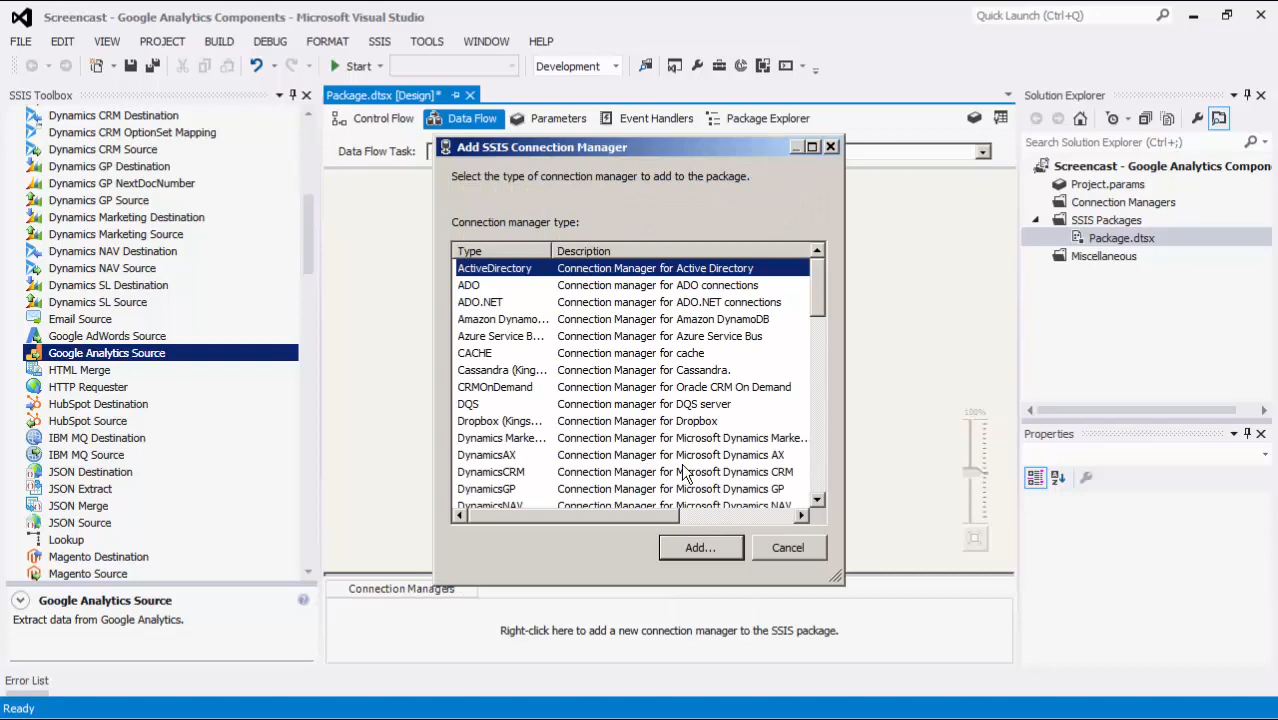 Screencast - Google Analytics Components - Microsoft Visual Studio
Quick Launch (Ctrl+Q)
FILE EDIT VIEW PROJECT BUILD DEBUG FORMAT SSIS TOOLS WINDOW HELP
Start Development
SSIS Toolbox
Dynamics CRM Destination
Dynamics CRM OptionSet Mapping
Dynamics CRM Source
Dynamics GP Destination
Dynamics GP NextDocNumber
Dynamics GP Source
Dynamics Marketing Destination
Dynamics Marketing Source
Dynamics NAV Destination
Dynamics NAV Source
Dynamics SL Destination
Dynamics SL Source
Email Source
Google AdWords Source
Google Analytics Source
HTML Merge
HTTP Requester
HubSpot Destination
HubSpot Source
IBM MQ Destination
IBM MQ Source
JSON Destination
JSON Extract
JSON Merge
JSON Source
Lookup
Magento Destination
Magento Source
Google Analytics Source
Extract data from Google Analytics.
Package.dtsx [Design]*
Control Flow Data Flow Parameters Event Handlers Package Explorer
Data Flow Task:
Add SSIS Connection Manager
Select the type of connection manager to add to the package.
Connection manager type:
Type Description
ActiveDirectory Connection Manager for Active Directory
ADO Connection manager for ADO connections
ADO.NET Connection manager for ADO.NET connections
Amazon Dynamo... Connection manager for Amazon DynamoDB
Azure Service B... Connection Manager for Azure Service Bus
CACHE Connection manager for cache
Cassandra (King... Connection Manager for Cassandra.
CRMOnDemand Connection Manager for Oracle CRM On Demand
DQS Connection manager for DQS server
Dropbox (Kings... Connection Manager for Dropbox
Dynamics Marke... Connection Manager for Microsoft Dynamics Marke...
DynamicsAX Connection Manager for Microsoft Dynamics AX
DynamicsCRM Connection Manager for Microsoft Dynamics CRM
DynamicsGP Connection Manager for Microsoft Dynamics GP
DynamicsNAV Connection Manager for Microsoft Dynamics NAV
Add... Cancel
100%
Connection Managers
Right-click here to add a new connection manager to the SSIS package.
Solution Explorer
Search Solution Explorer (Ctrl+;)
Screencast - Google Analytics Compon
Project.params
Connection Managers
SSIS Packages
Package.dtsx
Miscellaneous
Properties
Error List
Ready